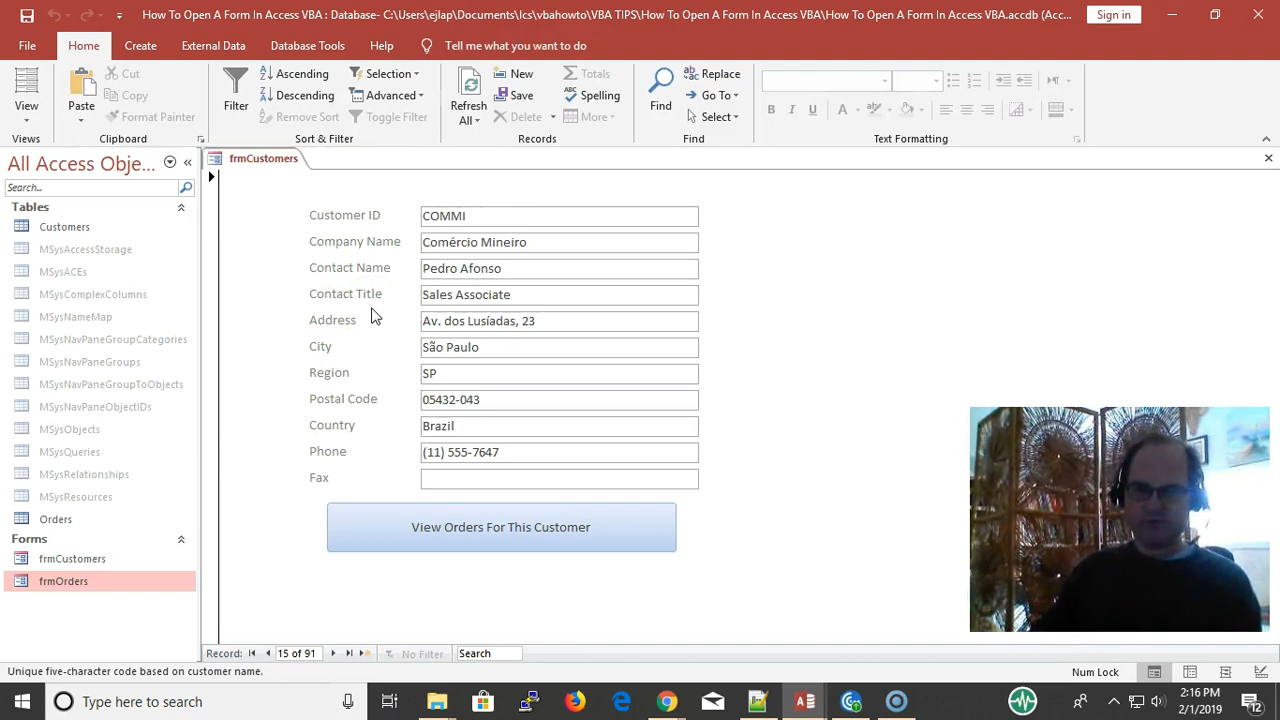 How To Open A Form In Access VBA : Database- C:\Users\ejlap\Documents\lcs\vbahowto\VBA TIPS\How To Open A Form In Access VBA\How To Open A Form In Access VBA.accdb (Acc...
Sign in
File Home Create External Data Database Tools Help Tell me what you want to do
View
Views
Paste
Cut
Copy
Format Painter
Clipboard
Filter
Ascending
Descending
Remove Sort
Selection
Advanced
Toggle Filter
Sort & Filter
Refresh
All
New
Save
Delete
Totals
Spelling
More
Records
Find
Replace
Go To
Select
Find
B I U A
Text Formatting
All Access Obje...
Search...
Tables
Customers
MSysAccessStorage
MSysACEs
MSysComplexColumns
MSysNameMap
MSysNavPaneGroupCategories
MSysNavPaneGroups
MSysNavPaneGroupToObjects
MSysNavPaneObjectIDs
MSysObjects
MSysQueries
MSysRelationships
MSysResources
Orders
Forms
frmCustomers
frmOrders
frmCustomers
Customer ID COMMI
Company Name Comércio Mineiro
Contact Name Pedro Afonso
Contact Title Sales Associate
Address Av. dos Lusíadas, 23
City São Paulo
Region SP
Postal Code 05432-043
Country Brazil
Phone (11) 555-7647
Fax
View Orders For This Customer
Record: 15 of 91 No Filter Search
Unique five-character code based on customer name.
Num Lock
Type here to search
2:16 PM
2/1/2019
12